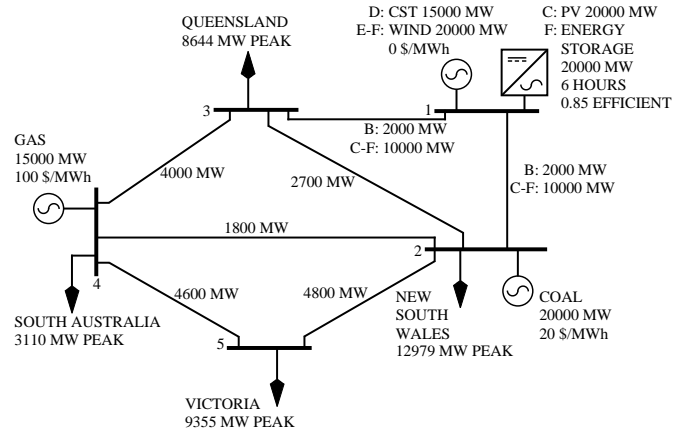 QUEENSLAND
8644 MW PEAK
D: CST 15000 MW
E-F: WIND 20000 MW
0 $/MWh
C: PV 20000 MW
F: ENERGY
STORAGE
20000 MW
6 HOURS
0.85 EFFICIENT
3
1
B: 2000 MW
C-F: 10000 MW
GAS
15000 MW
100 $/MWh
4000 MW
2700 MW
B: 2000 MW
C-F: 10000 MW
1800 MW
2
4
SOUTH AUSTRALIA
3110 MW PEAK
4600 MW
4800 MW
NEW
SOUTH
WALES
12979 MW PEAK
COAL
20000 MW
20 $/MWh
5
VICTORIA
9355 MW PEAK